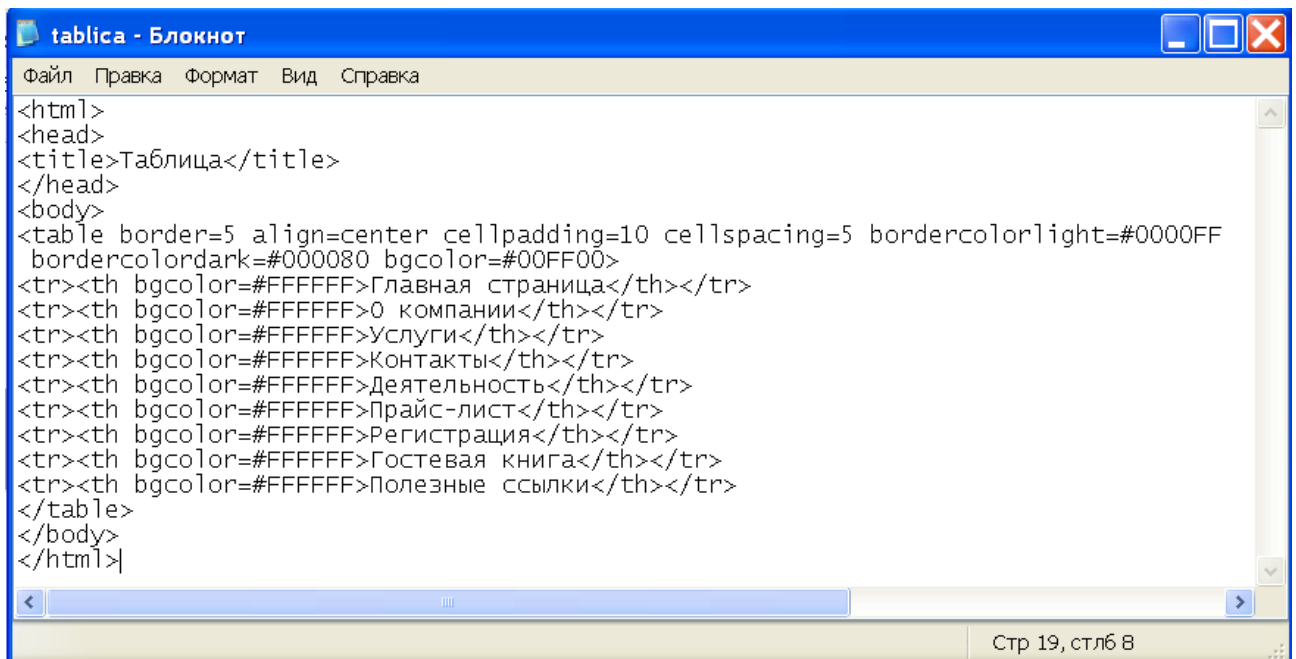 tablica - Блокнот
Файл Правка Формат Вид Справка
<html>
<head>
<title>Таблица</title>
</head>
<body>
<table border=5 align=center cellpadding=10 cellspacing=5 bordercolorlight=#0000FF
bordercolordark=#000080 bgcolor=#00FF00>
<tr><th bgcolor=#FFFFFF>Главная страница</th></tr>
<tr><th bgcolor=#FFFFFF>О компании</th></tr>
<tr><th bgcolor=#FFFFFF>Услуги</th></tr>
<tr><th bgcolor=#FFFFFF>Контакты</th></tr>
<tr><th bgcolor=#FFFFFF>Деятельность</th></tr>
<tr><th bgcolor=#FFFFFF>Прайс-лист</th></tr>
<tr><th bgcolor=#FFFFFF>Регистрация</th></tr>
<tr><th bgcolor=#FFFFFF>Гостевая книга</th></tr>
<tr><th bgcolor=#FFFFFF>Полезные ссылки</th></tr>
</table>
</body>
</html>
Стр 19, стлб 8